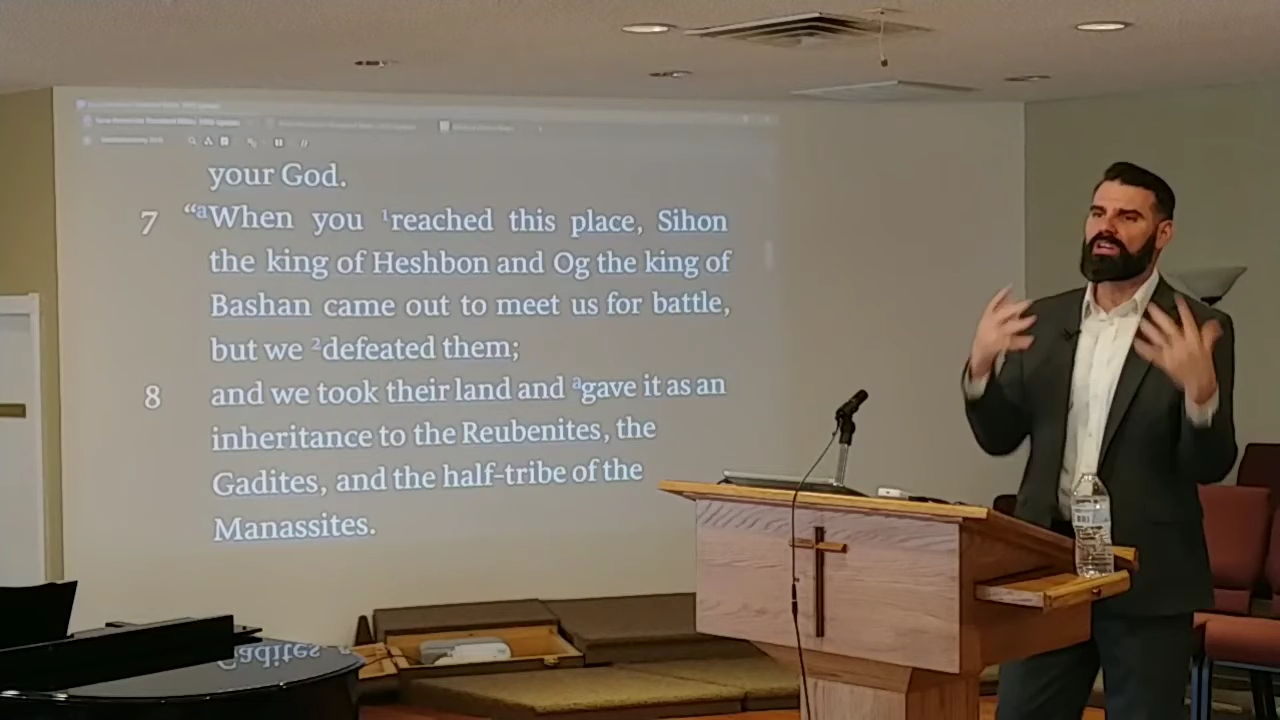 your God.
7 “aWhen you 1reached this place, Sihon
the king of Heshbon and Og the king of
Bashan came out to meet us for battle,
but we 2defeated them;
8 and we took their land and agave it as an
inheritance to the Reubenites, the
Gadites, and the half-tribe of the
Manassites.
Gadites